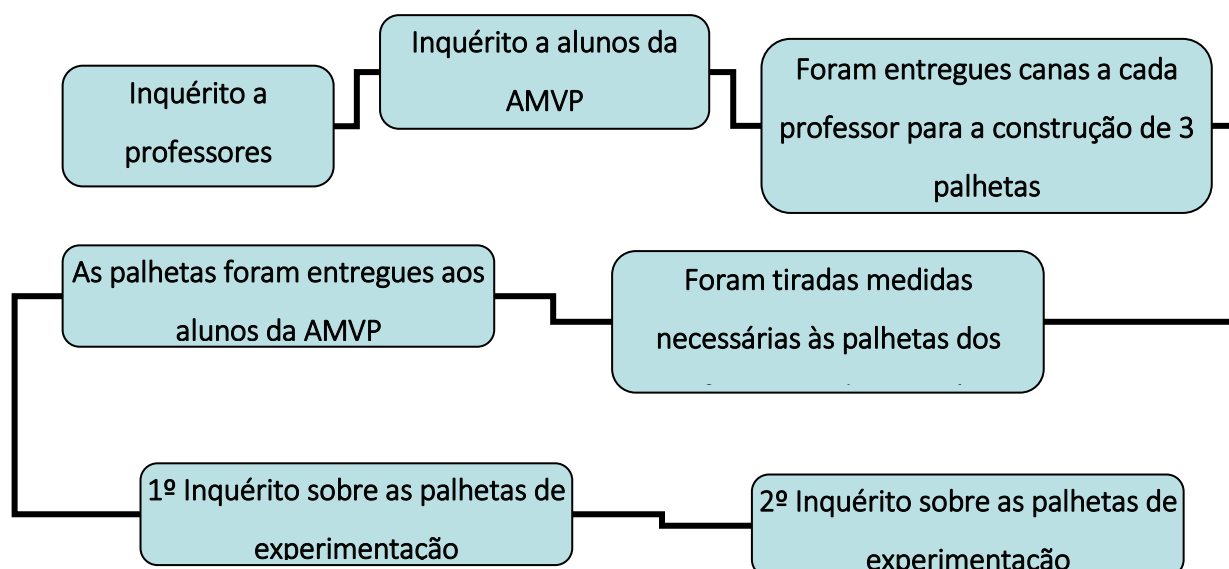 Inquérito a
professores
Inquérito a alunos da
AMVP
Foram entregues canas a cada
professor para a construção de 3
palhetas
Foram tiradas medidas
necessárias às palhetas dos
As palhetas foram entregues aos
alunos da AMVP
1º Inquérito sobre as palhetas de
experimentação
2º Inquérito sobre as palhetas de
experimentação